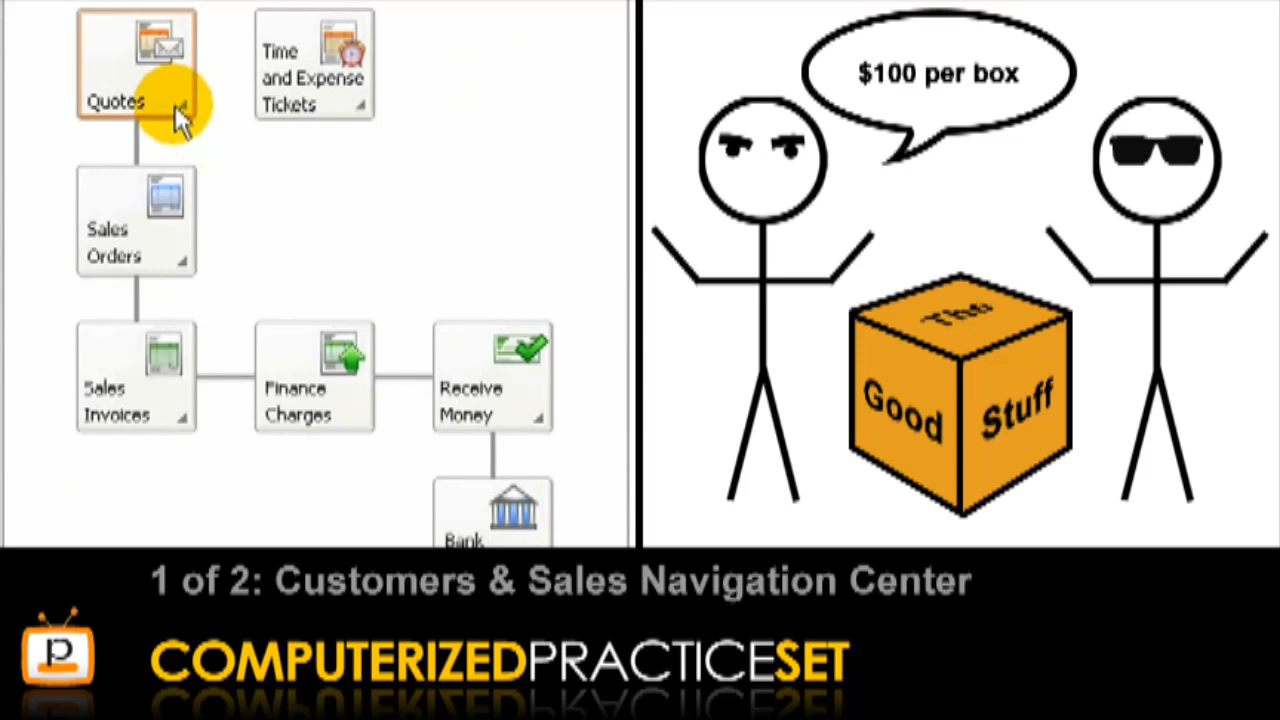 Quotes
Time
and Expense
Tickets
Sales
Orders
Sales
Invoices
Finance
Charges
Receive
Money
Bank
$100 per box
The
Good
Stuff
1 of 2: Customers & Sales Navigation Center
p
COMPUTERIZEDPRACTICESET